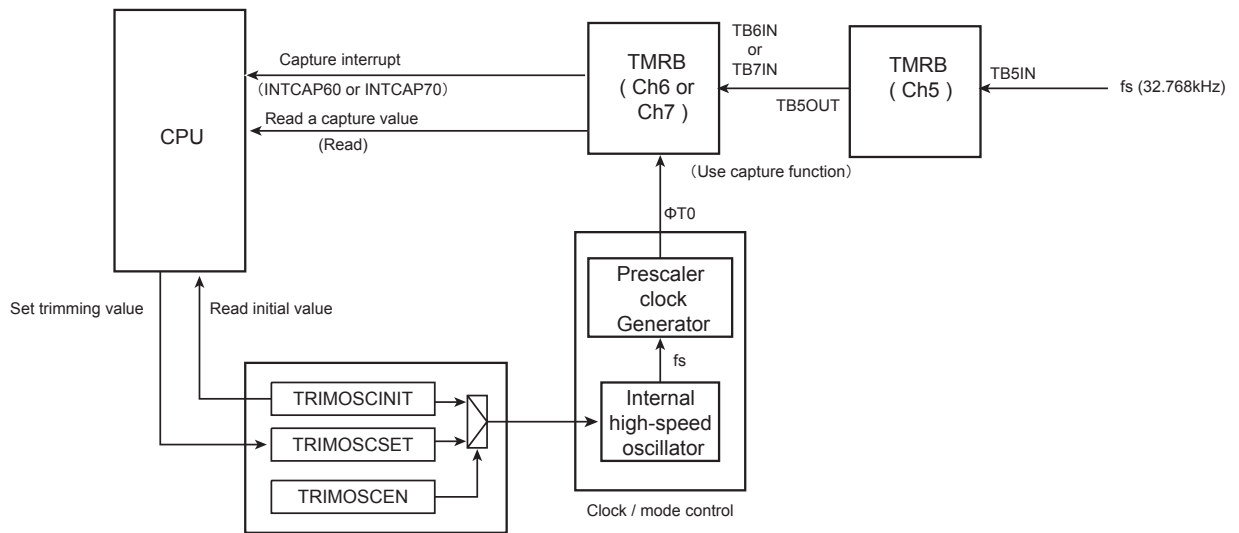 CPU
Capture interrupt
(INTCAP60 or INTCAP70)
Read a capture value
(Read)
TMRB
( Ch6 or
Ch7 )
TB6IN
or
TB7IN
TB5OUT
TMRB
( Ch5 )
TB5IN
fs (32.768kHz)
(Use capture function)
ΦT0
Prescaler
clock
Generator
fs
Internal
high-speed
oscillator
Clock / mode control
Set trimming value
Read initial value
TRIMOSCINIT
TRIMOSCSET
TRIMOSCEN